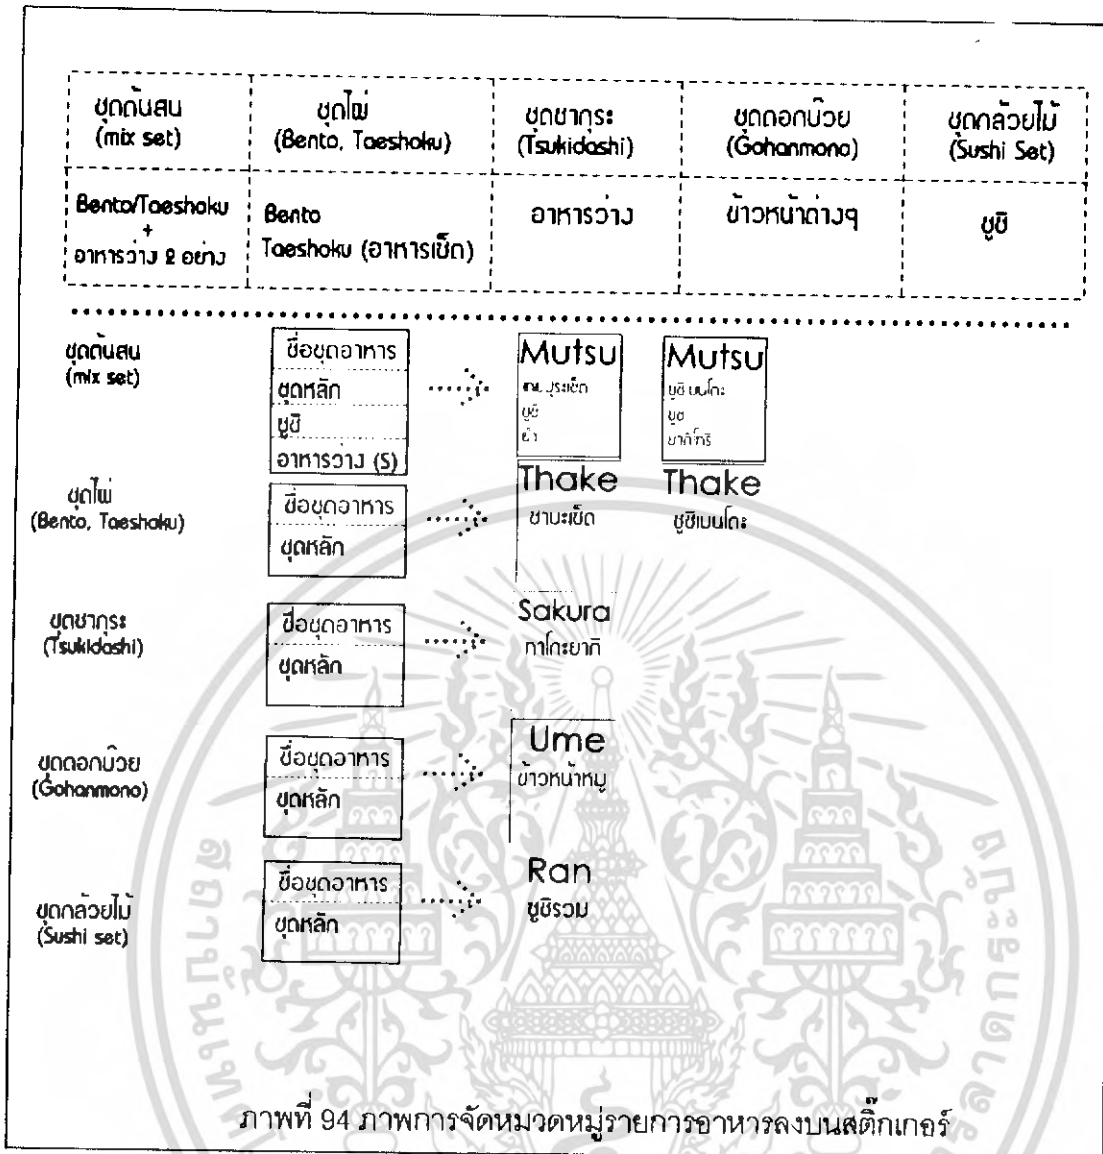 ชุดต้นสน
(mix set)
ชุดไผ่
(Bento, Taeshoku)
ชุดซากุระ
(Tsukidashi)
ชุดดอกบ๊วย
(Gohanmono)
ชุดกล้วยไม้
(Sushi Set)
Bento/Taeshoku
+
อาหารว่าง 2 อย่าง
Bento
Taeshoku (อาหารเซ็ต)
อาหารว่าง
ข้าวหน้าต่างๆ
ซูชิ
ชุดต้นสน
(mix set)
ชื่อชุดอาหาร
ชุดหลัก
ซูชิ
อาหารว่าง (S)
Mutsu
ซูชิ
ยำ
Mutsu
ซูชิ เบนโตะ
ยากิโทริ
ชุดไผ่
(Bento, Taeshoku)
ชื่อชุดอาหาร
ชุดหลัก
Thake
ซาบะเซ็ต
Thake
ซูชิเบนโตะ
ชุดซากุระ
(Tsukidashi)
ชื่อชุดอาหาร
ชุดหลัก
Sakura
ทาโกะยากิ
ชุดดอกบ๊วย
(Gohanmono)
ชื่อชุดอาหาร
ชุดหลัก
Ume
ข้าวหน้าหมู
ชุดกล้วยไม้
(Sushi set)
ชื่อชุดอาหาร
ชุดหลัก
Ran
ซูชิรวม
ภาพที่ 94 ภาพการจัดหมวดหมู่รายการอาหารลงบนสติ๊กเกอร์